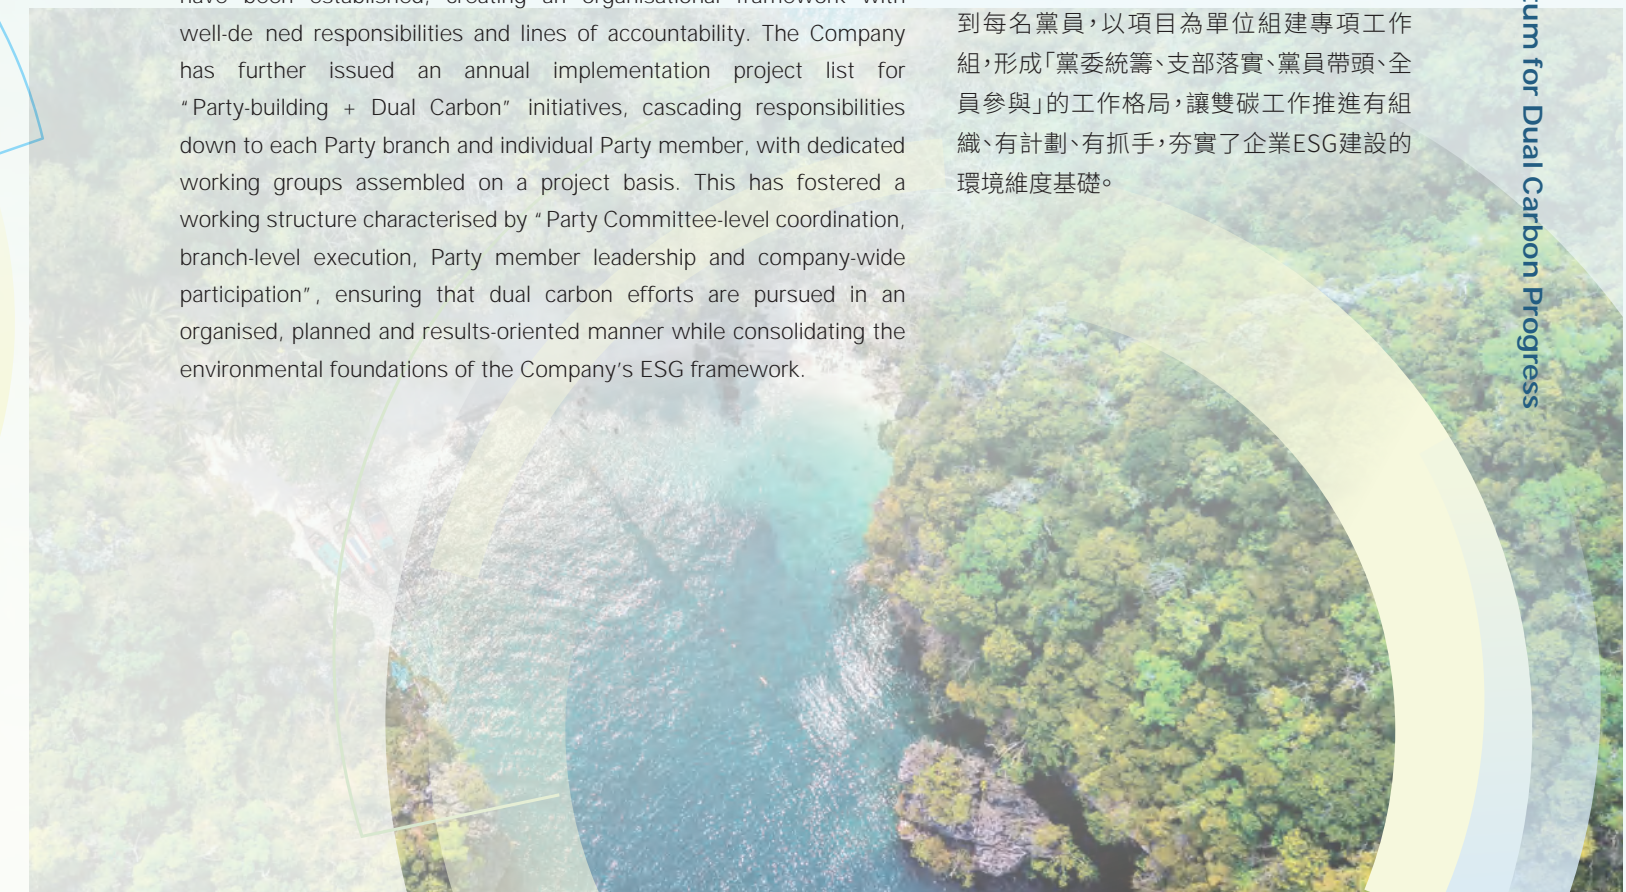 have been established, creating an organisational framework with
well-de ned responsibilities and lines of accountability. The Company
has further issued an annual implementation project list for
“Party-building + Dual Carbon” initiatives, cascading responsibilities
down to each Party branch and individual Party member, with dedicated
working groups assembled on a project basis. This has fostered a
working structure characterised by “Party Committee-level coordination,
branch-level execution, Party member leadership and company-wide
participation”, ensuring that dual carbon efforts are pursued in an
organised, planned and results-oriented manner while consolidating the
environmental foundations of the Company’s ESG framework.
到每名黨員，以項目為單位組建專項工作
組，形成「黨委統籌、支部落實、黨員帶頭、全
員參與」的工作格局，讓雙碳工作推進有組
織、有計劃、有抓手，夯實了企業ESG建設的
環境維度基礎。
for Dual Carbon Progress